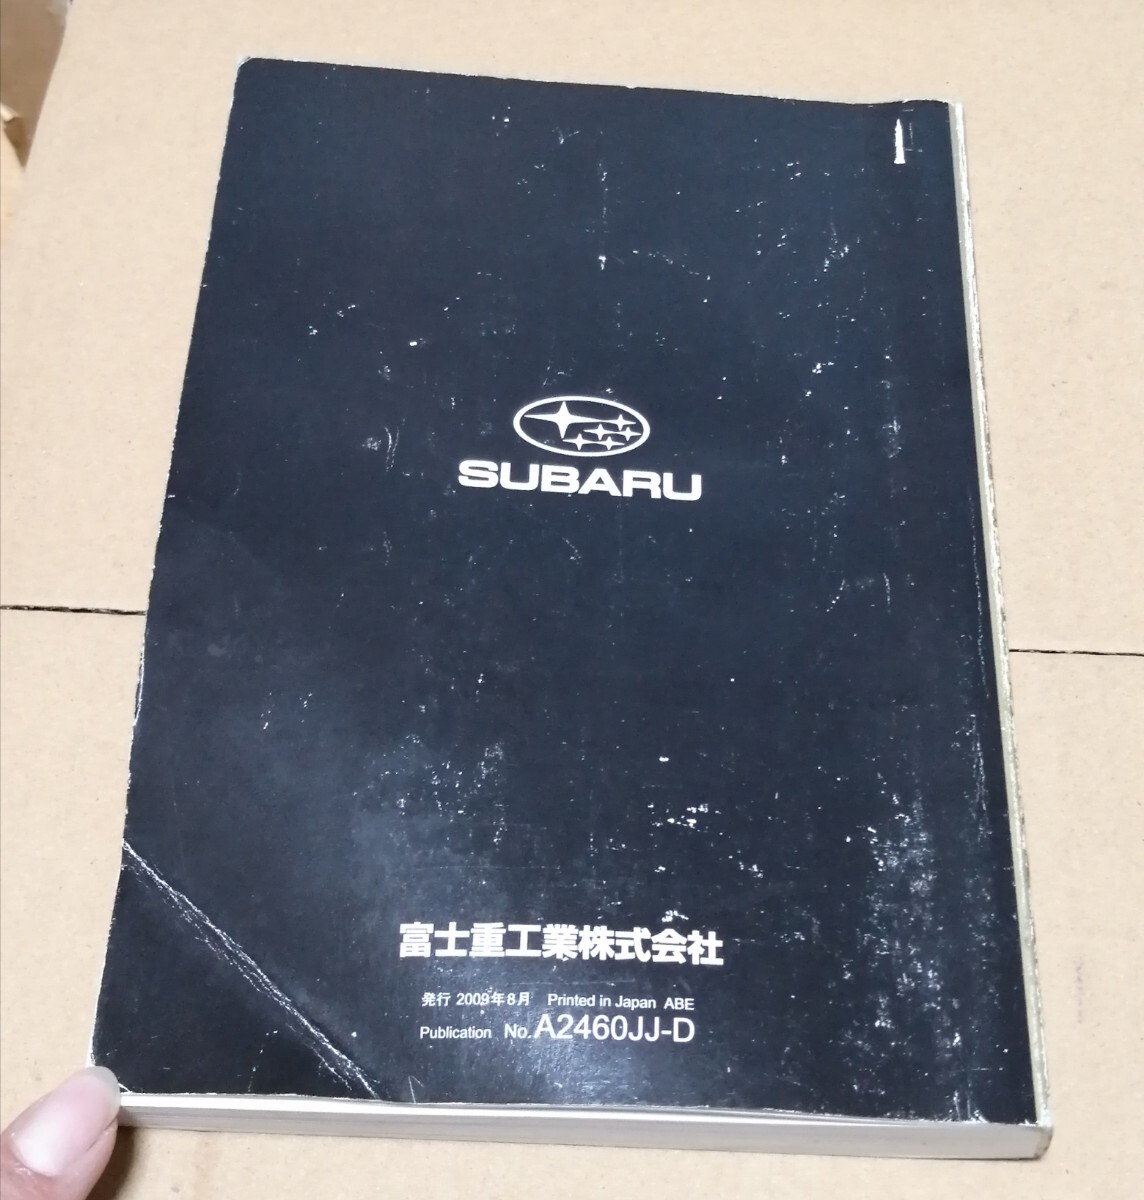 SUBARU
富士重工業株式会社
発行 2009年8月 Printed in Japan ABE
Publication No.A2460JJ-D